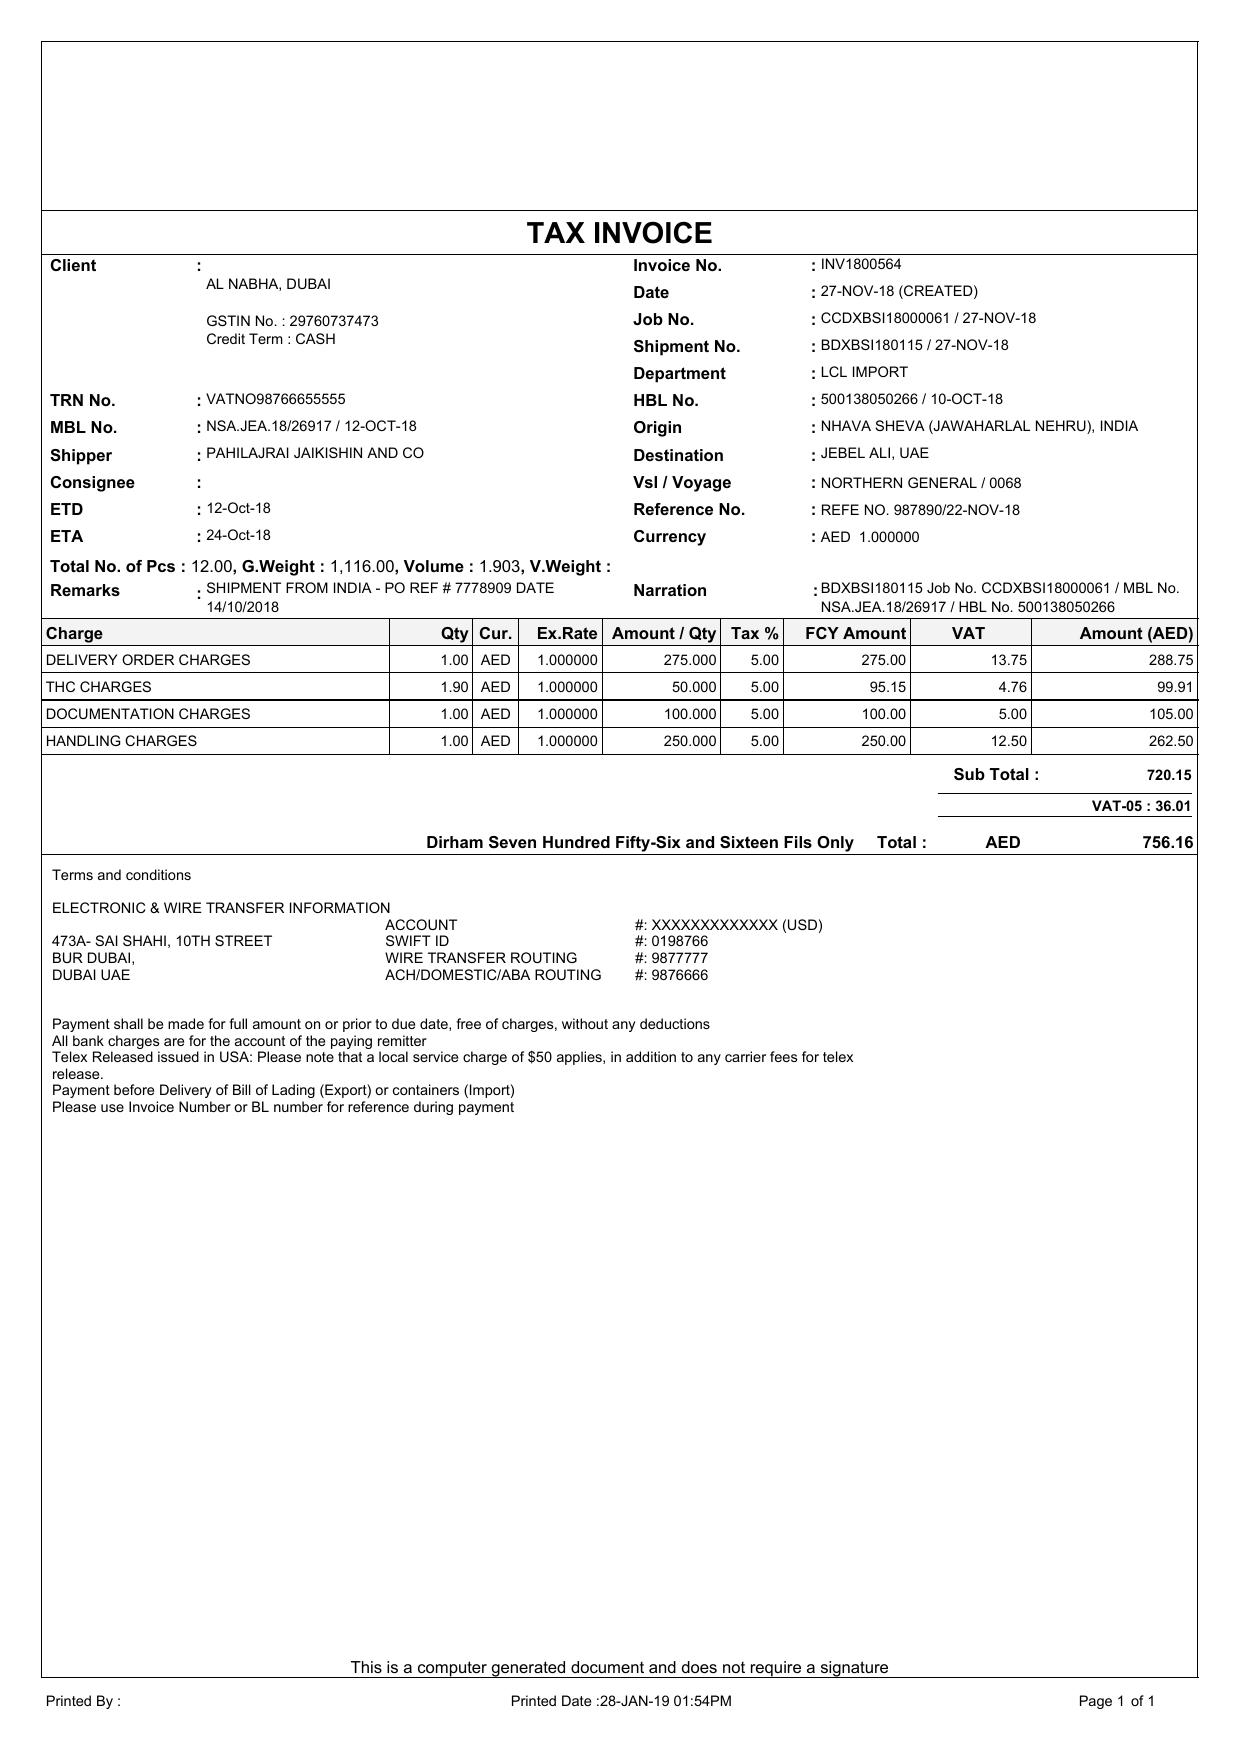 TAX INVOICE
Client :
AL NABHA, DUBAI
GSTIN No. : 29760737473
Credit Term : CASH
Invoice No. : INV1800564
Date : 27-NOV-18 (CREATED)
Job No. : CCDXBSI18000061 / 27-NOV-18
Shipment No. : BDXBSI180115 / 27-NOV-18
Department : LCL IMPORT
TRN No. : VATNO98766655555
HBL No. : 500138050266 / 10-OCT-18
MBL No. : NSA.JEA.18/26917 / 12-OCT-18
Origin : NHAVA SHEVA (JAWAHARLAL NEHRU), INDIA
Shipper : PAHILAJRAI JAIKISHIN AND CO
Destination : JEBEL ALI, UAE
Consignee :
Vsl / Voyage : NORTHERN GENERAL / 0068
ETD : 12-Oct-18
Reference No. : REFE NO. 987890/22-NOV-18
ETA : 24-Oct-18
Currency : AED 1.000000
Total No. of Pcs : 12.00, G.Weight : 1,116.00, Volume : 1.903, V.Weight :
Remarks : SHIPMENT FROM INDIA - PO REF # 7778909 DATE
14/10/2018
Narration : BDXBSI180115 Job No. CCDXBSI18000061 / MBL No.
NSA.JEA.18/26917 / HBL No. 500138050266
Charge Qty Cur. Ex.Rate Amount / Qty Tax % FCY Amount VAT Amount (AED)
DELIVERY ORDER CHARGES 1.00 AED 1.000000 275.000 5.00 275.00 13.75 288.75
THC CHARGES 1.90 AED 1.000000 50.000 5.00 95.15 4.76 99.91
DOCUMENTATION CHARGES 1.00 AED 1.000000 100.000 5.00 100.00 5.00 105.00
HANDLING CHARGES 1.00 AED 1.000000 250.000 5.00 250.00 12.50 262.50
Sub Total : 720.15
VAT-05 : 36.01
Dirham Seven Hundred Fifty-Six and Sixteen Fils Only Total : AED 756.16
Terms and conditions
ELECTRONIC & WIRE TRANSFER INFORMATION
ACCOUNT #: XXXXXXXXXXXXX (USD)
473A- SAI SHAHI, 10TH STREET SWIFT ID #: 0198766
BUR DUBAI, WIRE TRANSFER ROUTING #: 9877777
DUBAI UAE ACH/DOMESTIC/ABA ROUTING #: 9876666
Payment shall be made for full amount on or prior to due date, free of charges, without any deductions
All bank charges are for the account of the paying remitter
Telex Released issued in USA: Please note that a local service charge of $50 applies, in addition to any carrier fees for telex
release.
Payment before Delivery of Bill of Lading (Export) or containers (Import)
Please use Invoice Number or BL number for reference during payment
This is a computer generated document and does not require a signature
Printed By : Printed Date :28-JAN-19 01:54PM Page 1 of 1